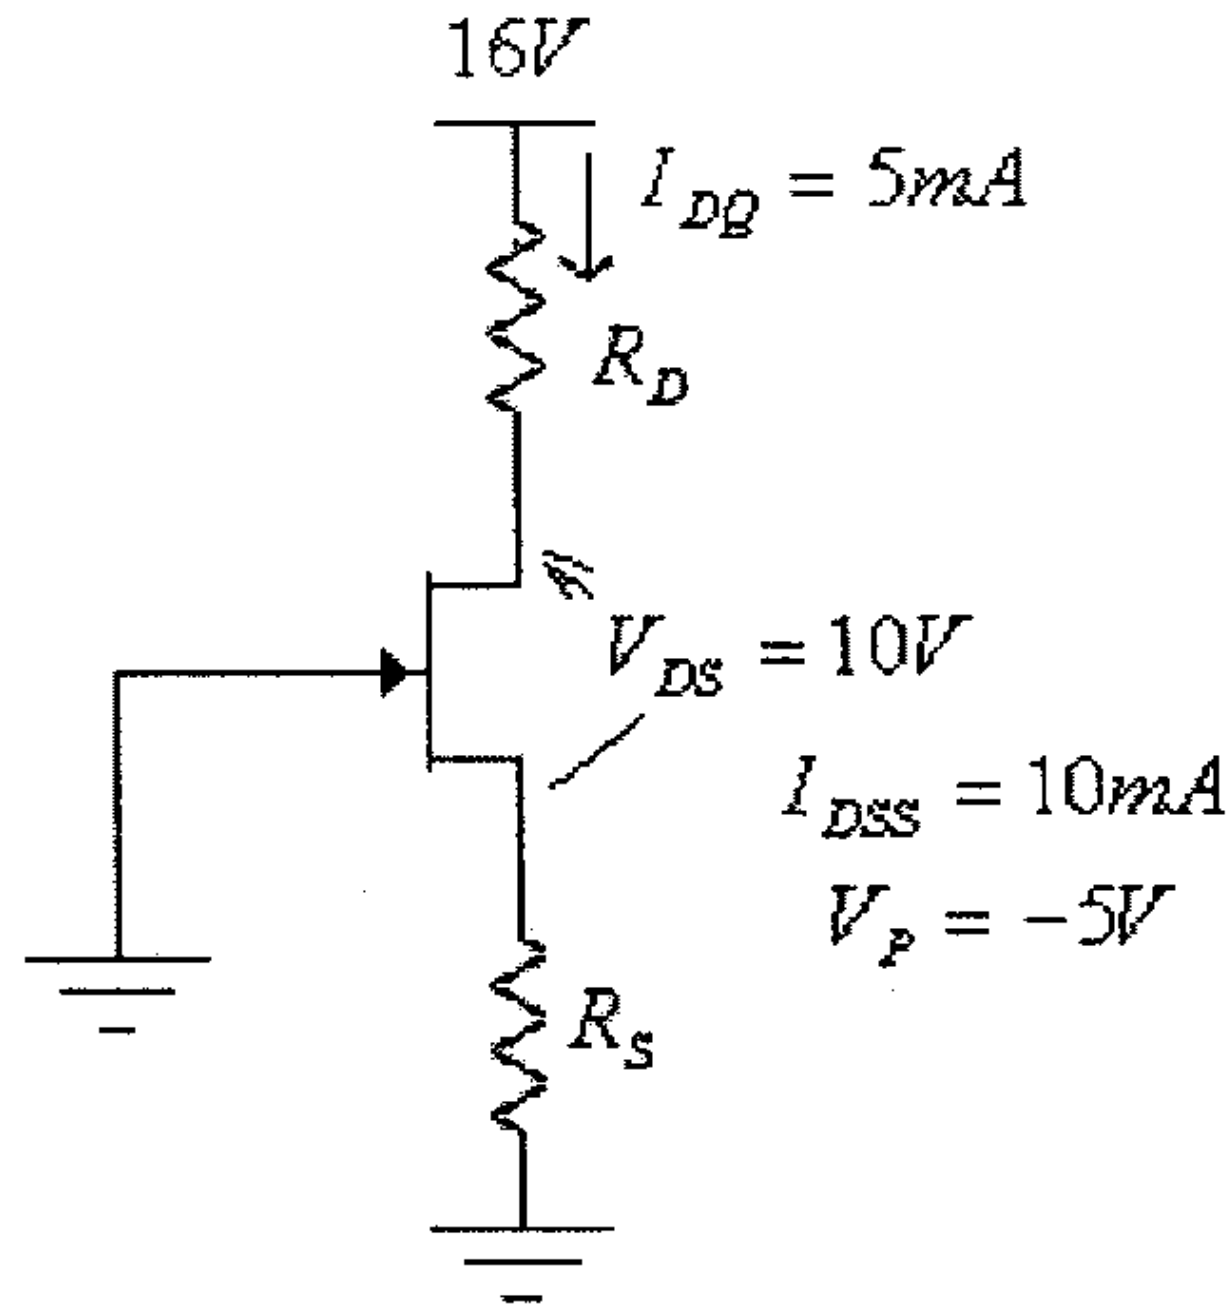 16V
I_DQ = 5mA
R_D
V_DS = 10V
I_DSS = 10mA
V_P = -5V
R_S